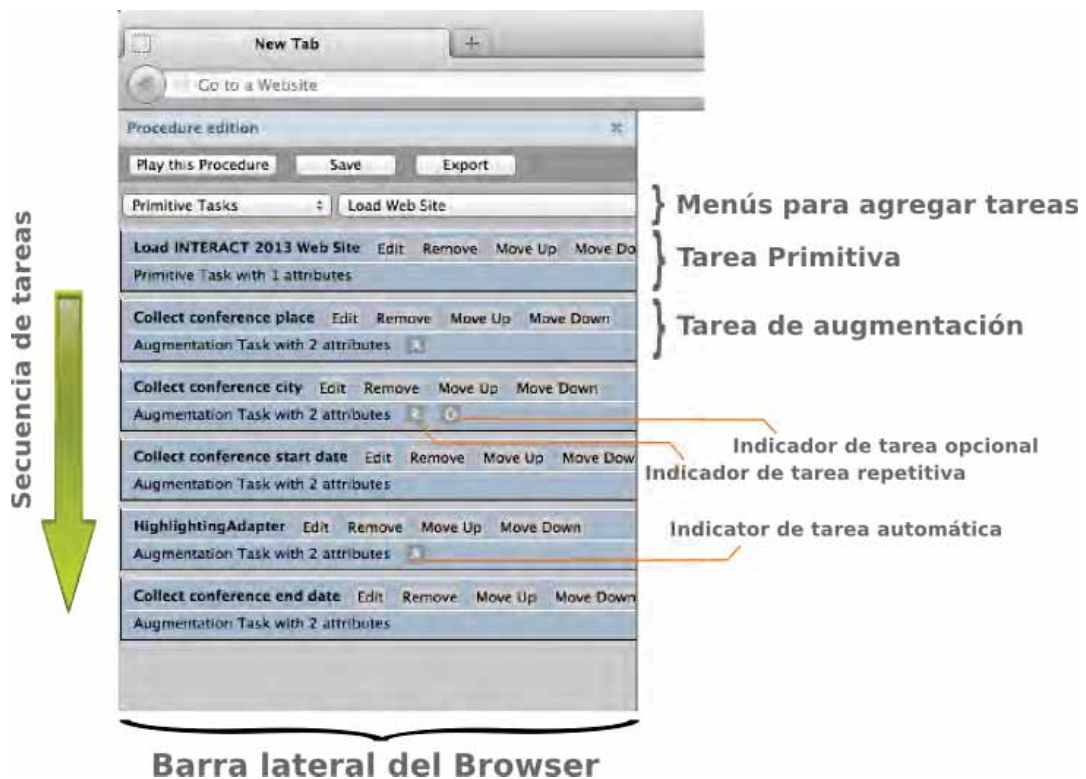 New Tab
Go to a Website
Procedure edition
Play this Procedure Save Export
Primitive Tasks Load Web Site
Menús para agregar tareas
Load INTERACT 2013 Web Site Edit Remove Move Up Move Do
Primitive Task with 1 attributes
Tarea Primitiva
Collect conference place Edit Remove Move Up Move Down
Augmentation Task with 2 attributes A
Tarea de augmentación
Collect conference city Edit Remove Move Up Move Down
Augmentation Task with 2 attributes R O
Indicador de tarea opcional
Collect conference start date Edit Remove Move Up Move Dow
Indicador de tarea repetitiva
Augmentation Task with 2 attributes
HighlightingAdapter Edit Remove Move Up Move Down
Indicator de tarea automática
Augmentation Task with 2 attributes A
Collect conference end date Edit Remove Move Up Move Down
Augmentation Task with 2 attributes
Secuencia de tareas
Barra lateral del Browser